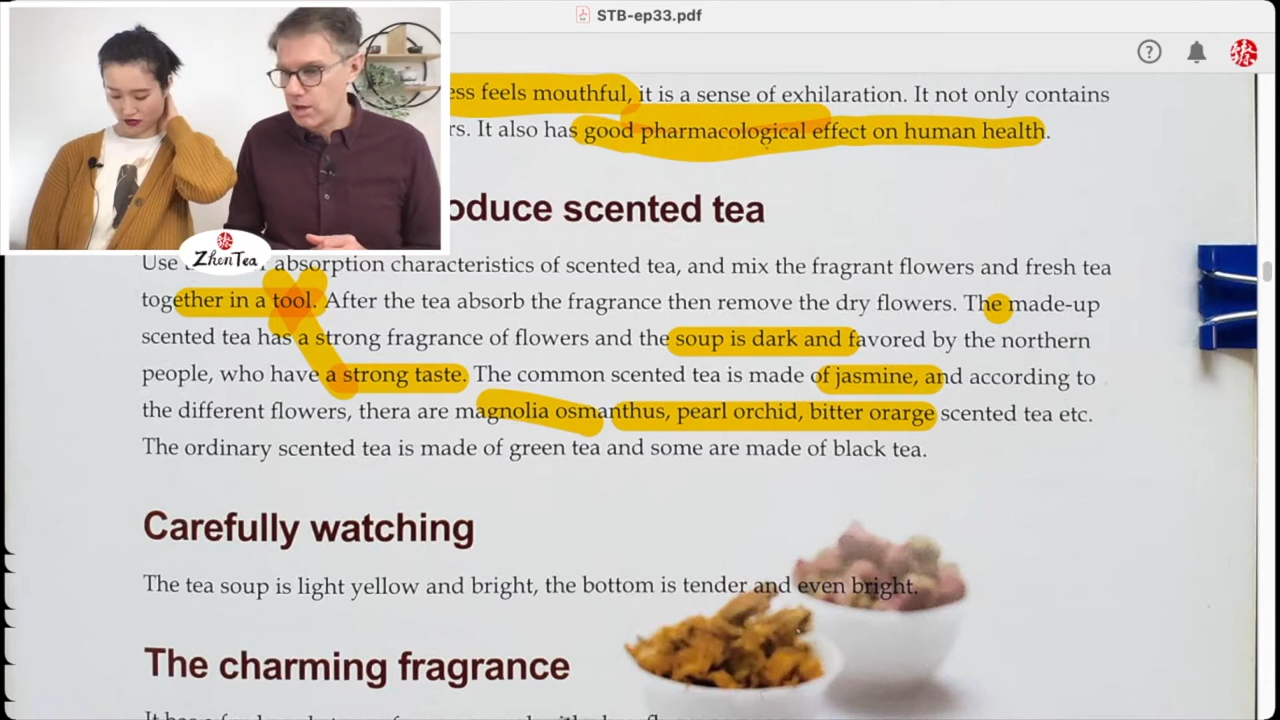 STB-ep33.pdf
ess feels mouthful, it is a sense of exhilaration. It not only contains
rs. It also has good pharmacological effect on human health.
oduce scented tea
Use absorption characteristics of scented tea, and mix the fragrant flowers and fresh tea
together in a tool. After the tea absorb the fragrance then remove the dry flowers. The made-up
scented tea has a strong fragrance of flowers and the soup is dark and favored by the northern
people, who have a strong taste. The common scented tea is made of jasmine, and according to
the different flowers, thera are magnolia osmanthus, pearl orchid, bitter orarge scented tea etc.
The ordinary scented tea is made of green tea and some are made of black tea.
Carefully watching
The tea soup is light yellow and bright, the bottom is tender and even bright.
The charming fragrance
ZhenTea